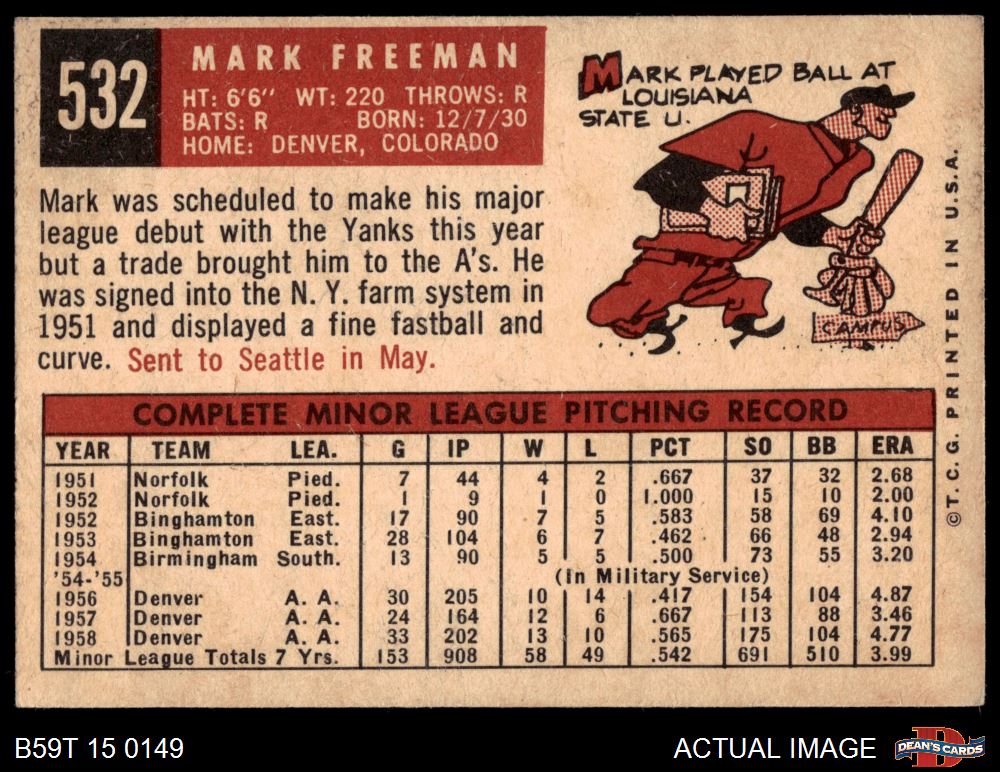 532
MARK FREEMAN
HT: 6'6" WT: 220 THROWS: R
BATS: R BORN: 12/7/30
HOME: DENVER, COLORADO
MARK PLAYED BALL AT
LOUISIANA
STATE U.
CAMPUS
Mark was scheduled to make his major
league debut with the Yanks this year
but a trade brought him to the A's. He
was signed into the N. Y. farm system in
1951 and displayed a fine fastball and
curve. Sent to Seattle in May.
COMPLETE MINOR LEAGUE PITCHING RECORD
YEAR TEAM LEA. G IP W L PCT SO BB ERA
1951 Norfolk Pied. 7 44 4 2 .667 37 32 2.68
1952 Norfolk Pied. 1 9 1 0 1.000 15 10 2.00
1952 Binghamton East. 17 90 7 5 .583 58 69 4.10
1953 Binghamton East. 28 104 6 7 .462 66 48 2.94
1954 Birmingham South. 13 90 5 5 .500 73 55 3.20
'54-'55 (In Military Service)
1956 Denver A. A. 30 205 10 14 .417 154 104 4.87
1957 Denver A. A. 24 164 12 6 .667 113 88 3.46
1958 Denver A. A. 33 202 13 10 .565 175 104 4.77
Minor League Totals 7 Yrs. 153 908 58 49 .542 691 510 3.99
©T. C. G. PRINTED IN U.S.A.
B59T 15 0149
ACTUAL IMAGE
DEAN'S CARDS